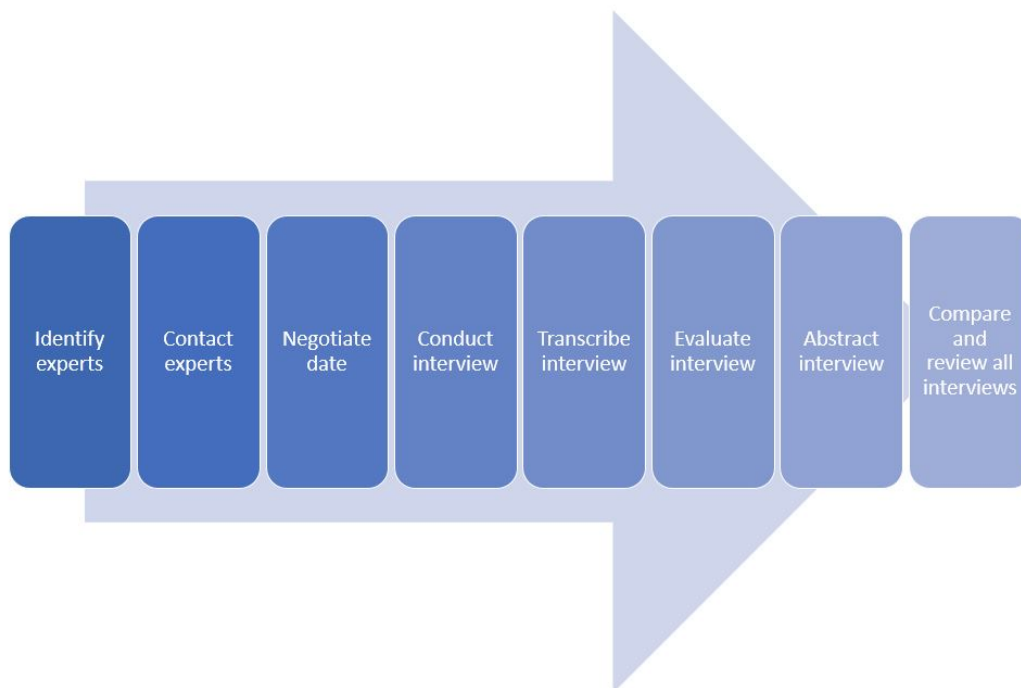 Identify
experts
Contact
experts
Negotiate
date
Conduct
interview
Transcribe
interview
Evaluate
interview
Abstract
interview
Compare
and
review all
interviews